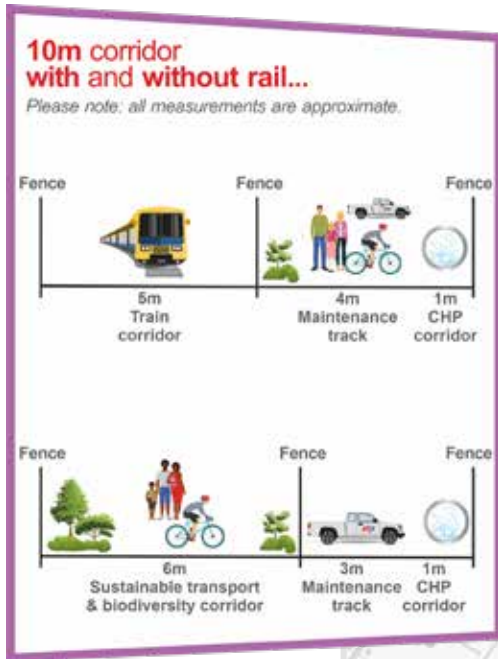 10m corridor
with and without rail...
Please note: all measurements are approximate.
Fence Fence Fence
5m 4m 1m
Train Maintenance CHP
corridor track corridor
Fence Fence Fence
6m 3m 1m
Sustainable transport Maintenance CHP
& biodiversity corridor track corridor